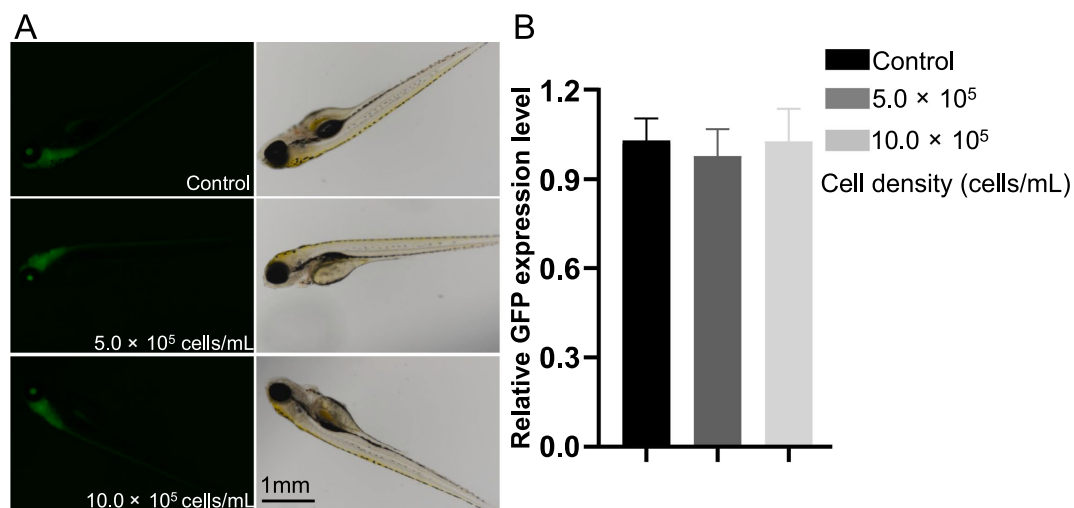 A
Control
5.0 × 10⁵ cells/mL
10.0 × 10⁵ cells/mL
1mm
B
Control
5.0 × 10⁵
10.0 × 10⁵
Cell density (cells/mL)
Relative GFP expression level
1.2
0.9
0.6
0.3
0.0